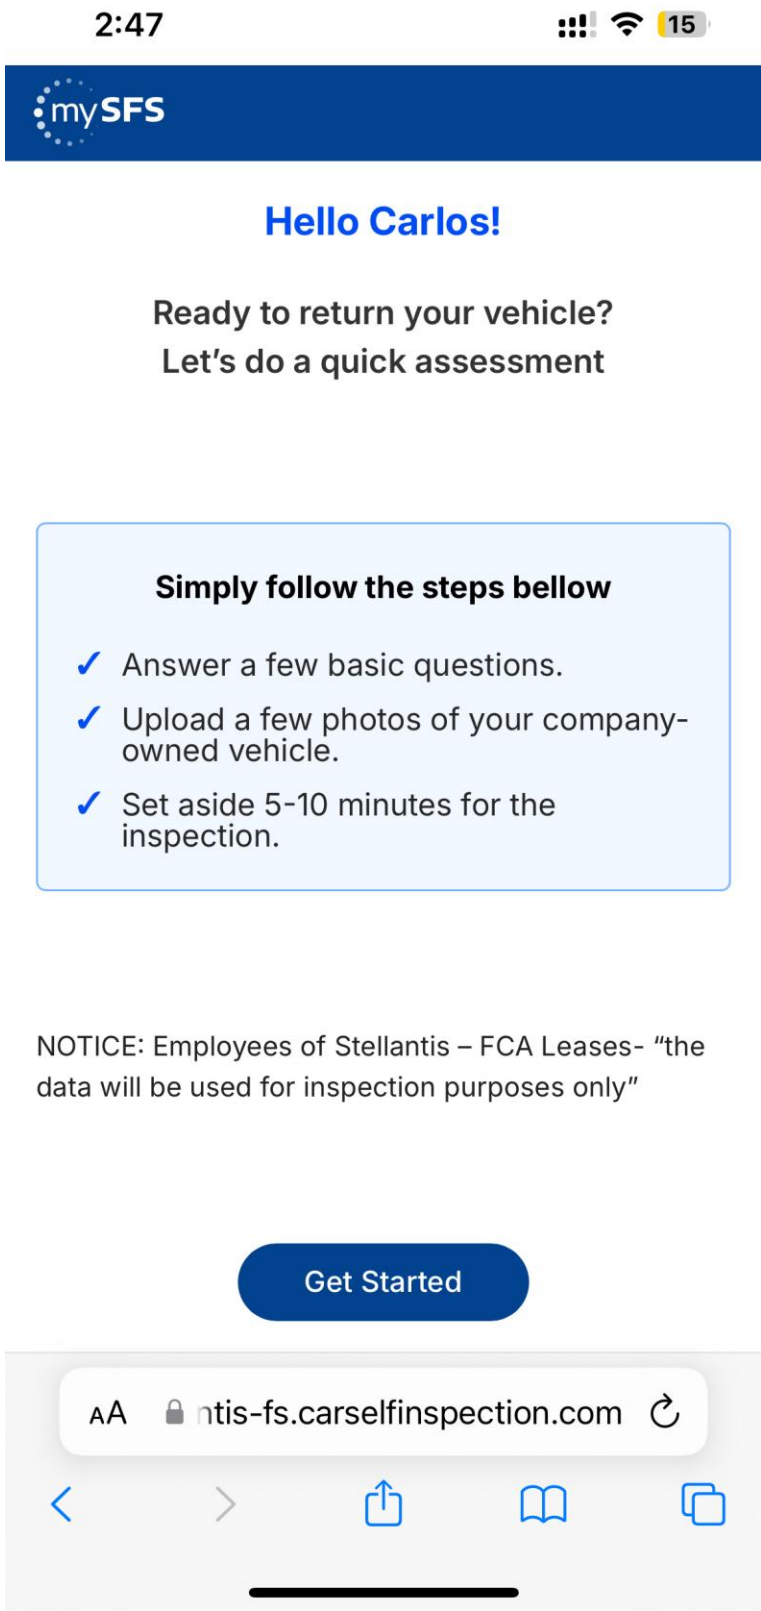 2:47
15
mySFS
Hello Carlos!
Ready to return your vehicle?
Let’s do a quick assessment
Simply follow the steps bellow
✓ Answer a few basic questions.
✓ Upload a few photos of your company-
owned vehicle.
✓ Set aside 5-10 minutes for the
inspection.
NOTICE: Employees of Stellantis – FCA Leases- “the
data will be used for inspection purposes only”
Get Started
AA ntis-fs.carselfinspection.com